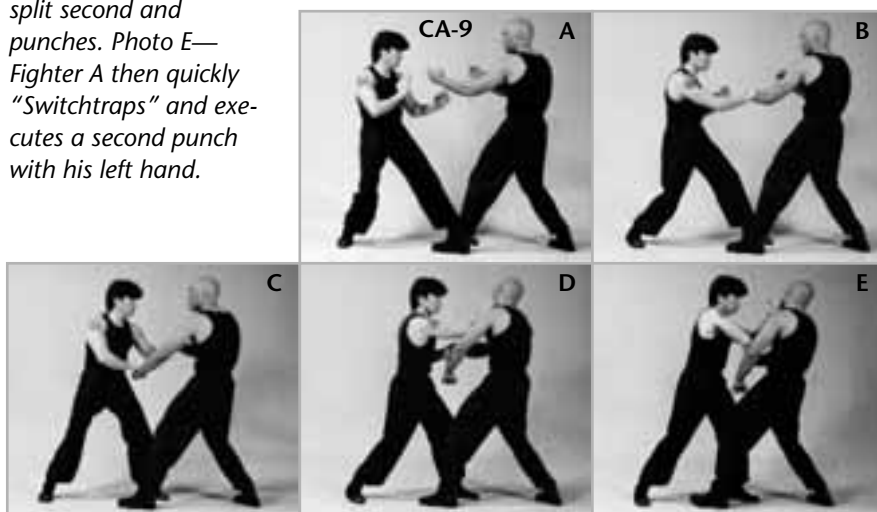 split second and
punches. Photo E—
Fighter A then quickly
“Switchtraps” and exe-
cutes a second punch
with his left hand.
CA-9 A
B
C
D
E